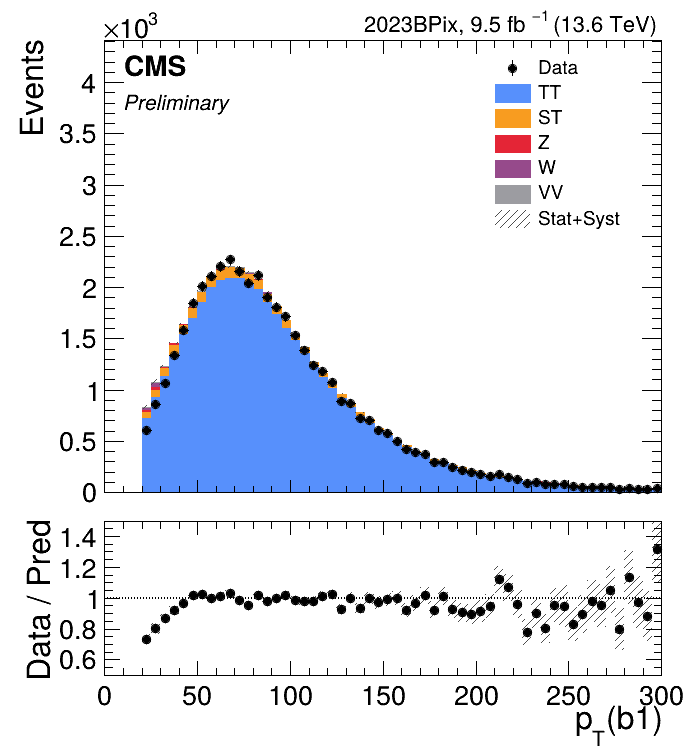 ×10³
2023BPix, 9.5 fb⁻¹ (13.6 TeV)
CMS
Preliminary
Data
TT
ST
Z
W
VV
Stat+Syst
Events
4
3.5
3
2.5
2
1.5
1
0.5
0
Data / Pred
1.4
1.2
1
0.8
0.6
0 50 100 150 200 250 300
p_T(b1)